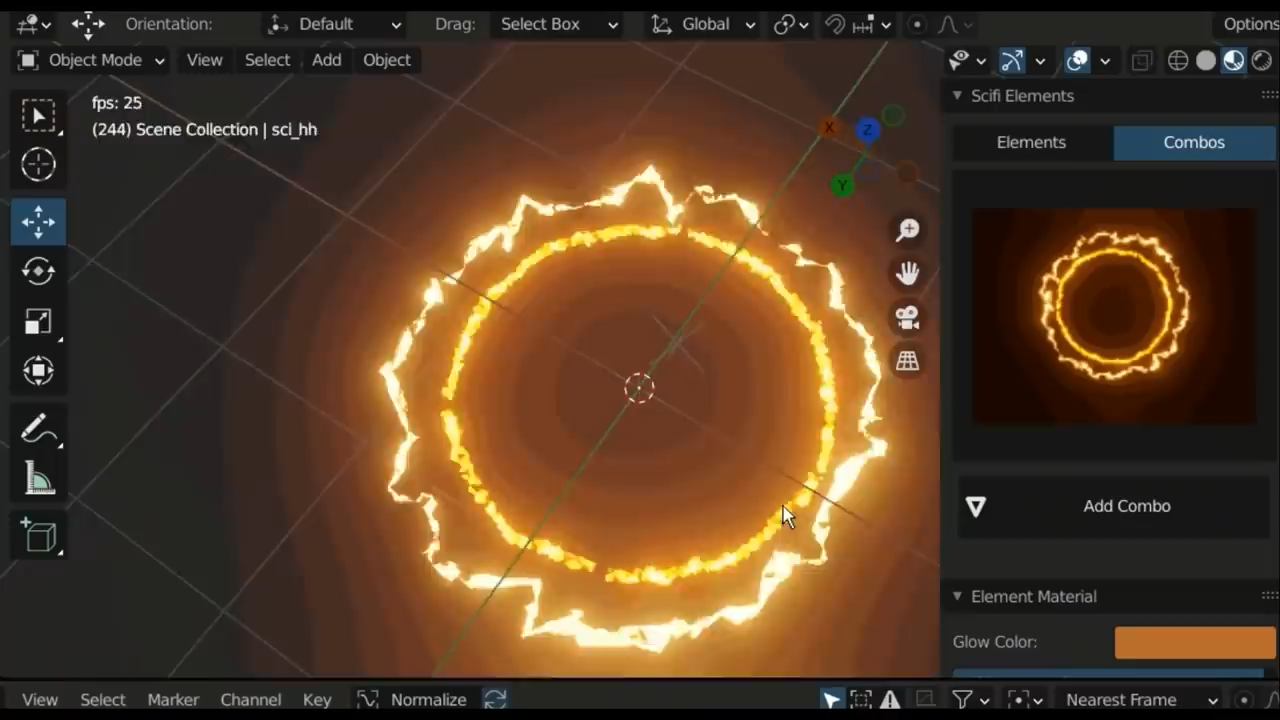 Orientation: Default Drag: Select Box Global Options
Object Mode View Select Add Object
fps: 25
(244) Scene Collection | sci_hh
X Z Y
Scifi Elements
Elements Combos
Add Combo
Element Material
Glow Color:
View Select Marker Channel Key Normalize Nearest Frame